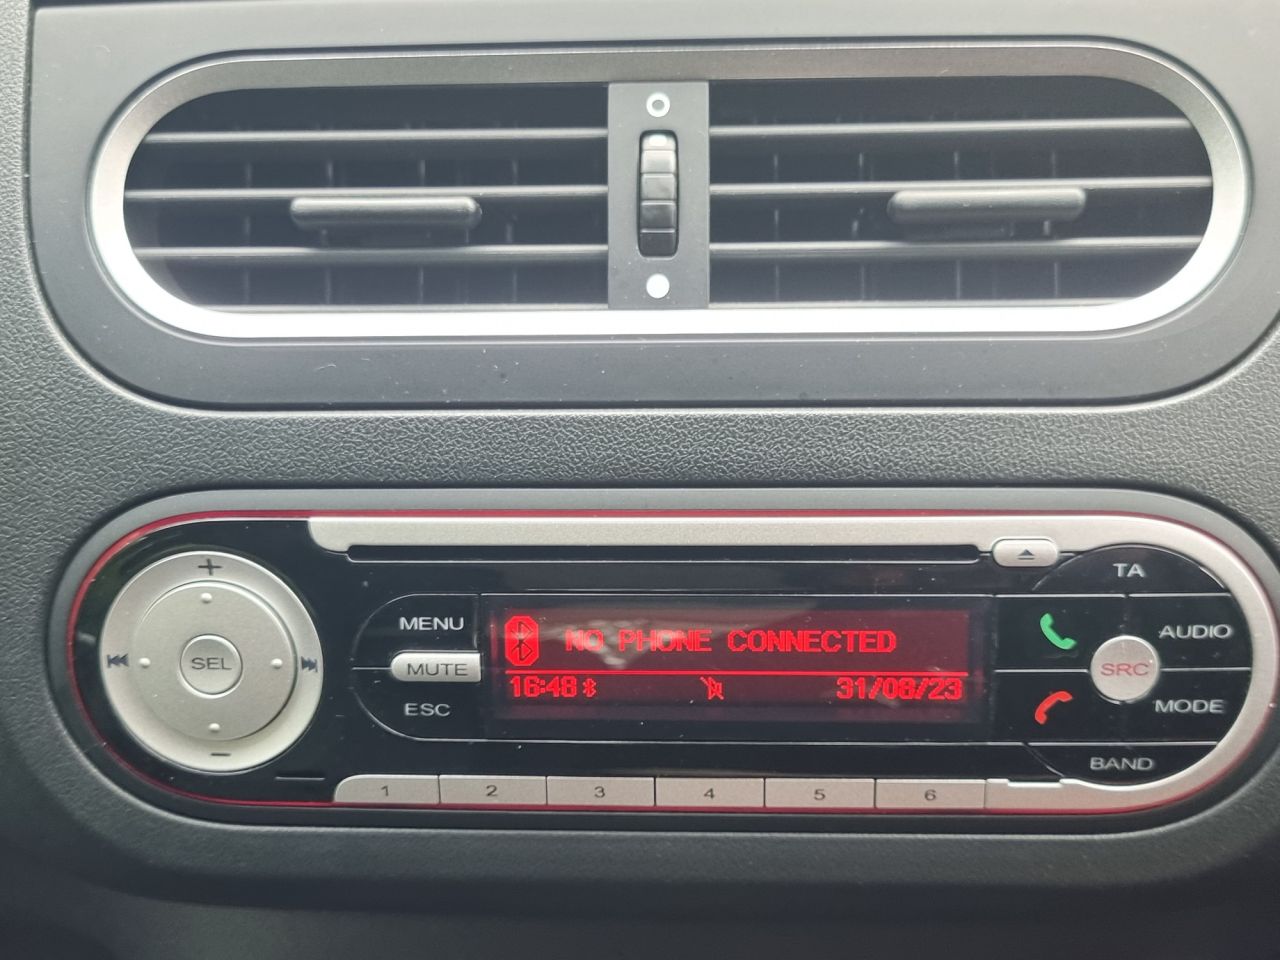 +
TA
MENU
NO PHONE CONNECTED
AUDIO
SEL
MUTE
SRC
16:48
31/08/23
ESC
MODE
-
BAND
1 2 3 4 5 6